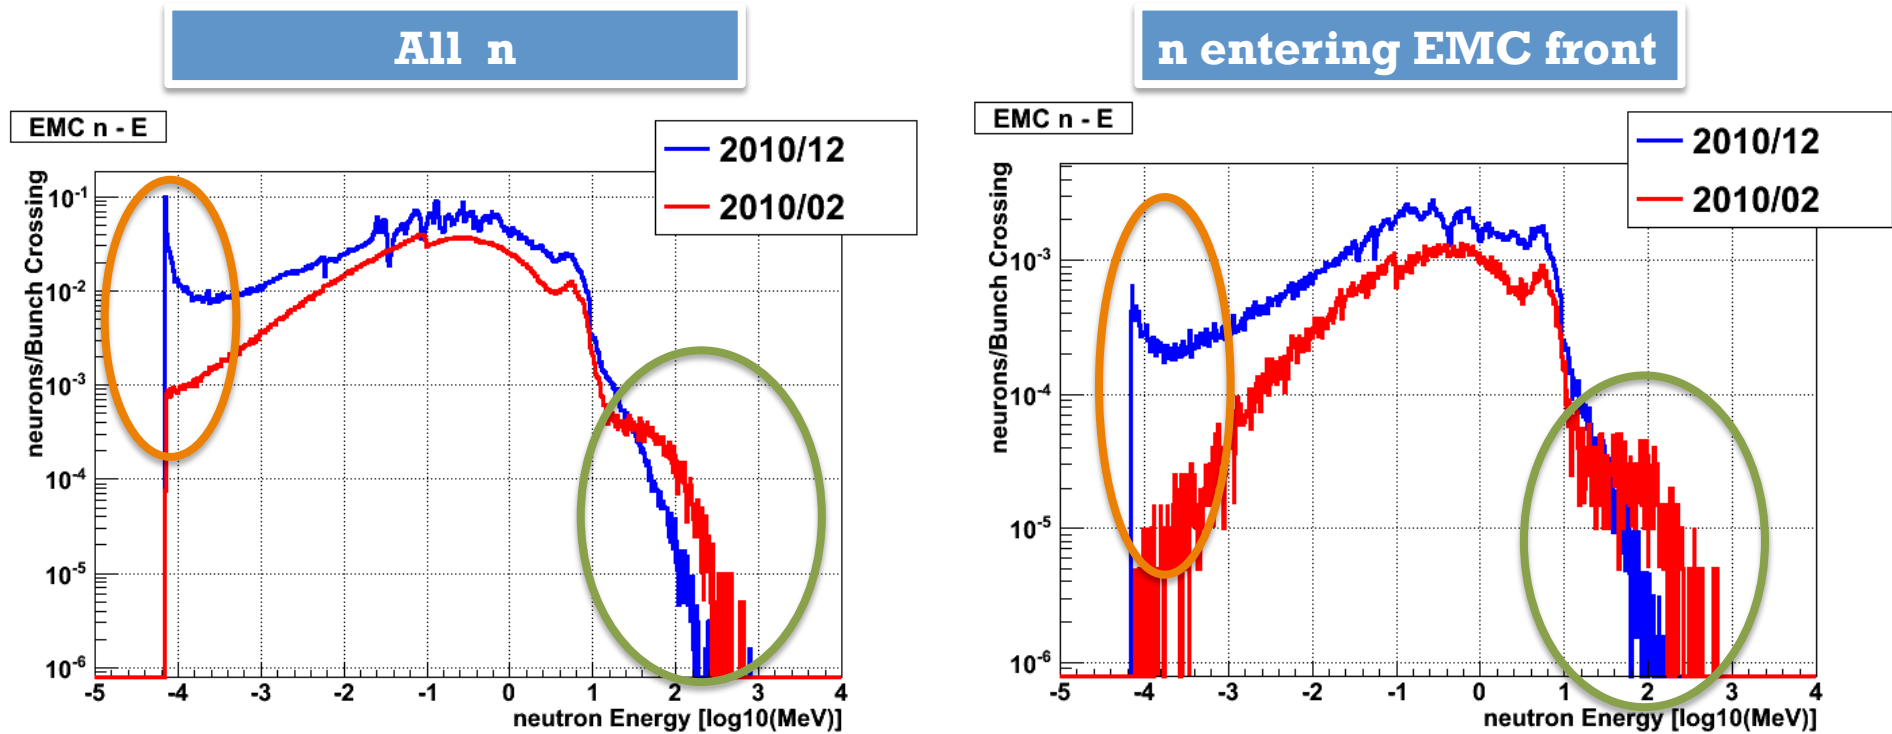 All n
n entering EMC front
EMC n - E
2010/12
2010/02
neurons/Bunch Crossing
10-1
10-2
10-3
10-4
10-5
10-6
-5 -4 -3 -2 -1 0 1 2 3 4
neutron Energy [log10(MeV)]
EMC n - E
2010/12
2010/02
neurons/Bunch Crossing
10-3
10-4
10-5
10-6
-5 -4 -3 -2 -1 0 1 2 3 4
neutron Energy [log10(MeV)]